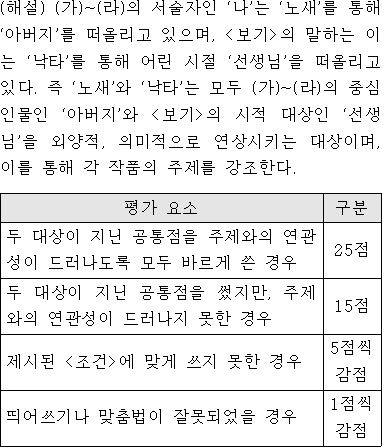 (해설) (가)~(라)의 서술자인 ‘나’는 ‘노새’를 통해
‘아버지’를 떠올리고 있으며, <보기>의 말하는 이
는 ‘낙타’를 통해 어린 시절 ‘선생님’을 떠올리고
있다. 즉 ‘노새’와 ‘낙타’는 모두 (가)~(라)의 중심
인물인 ‘아버지’와 <보기>의 시적 대상인 ‘선생
님’을 외양적, 의미적으로 연상시키는 대상이며,
이를 통해 각 작품의 주제를 강조한다.
평가 요소 구분
두 대상이 지닌 공통점을 주제와의 연관
성이 드러나도록 모두 바르게 쓴 경우
25점
두 대상이 지닌 공통점을 썼지만, 주제
와의 연관성이 드러나지 못한 경우
15점
제시된 <조건>에 맞게 쓰지 못한 경우
5점씩
감점
띄어쓰기나 맞춤법이 잘못되었을 경우
1점씩
감점